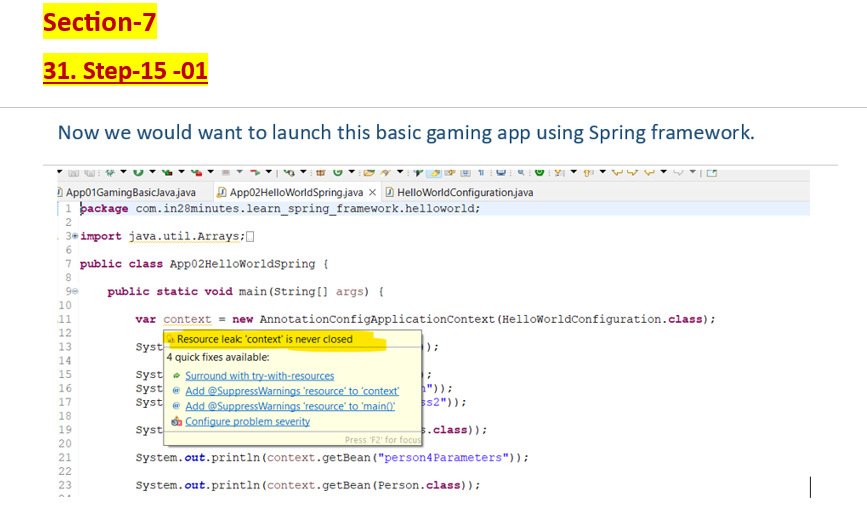 Section-7
31. Step-15 -01
Now we would want to launch this basic gaming app using Spring framework.
App01GamingBasicJava.java App02HelloWorldSpring.java HelloWorldConfiguration.java
1 package com.in28minutes.learn_spring_framework.helloworld;
2
3 import java.util.Arrays;
6
7 public class App02HelloWorldSpring {
8
9 public static void main(String[] args) {
10
11 var context = new AnnotationConfigApplicationContext(HelloWorldConfiguration.class);
12
Resource leak: 'context' is never closed
13 Syst );
4 quick fixes available:
14
15 Syst ;
Surround with try-with-resources
16 Syst "));
Add @SuppressWarnings 'resource' to 'context'
17 Syst ss2"));
Add @SuppressWarnings 'resource' to 'main()'
18
Configure problem severity
19 Syst s.class));
Press 'F2' for focus
20
21 System.out.println(context.getBean("person4Parameters"));
22
23 System.out.println(context.getBean(Person.class));